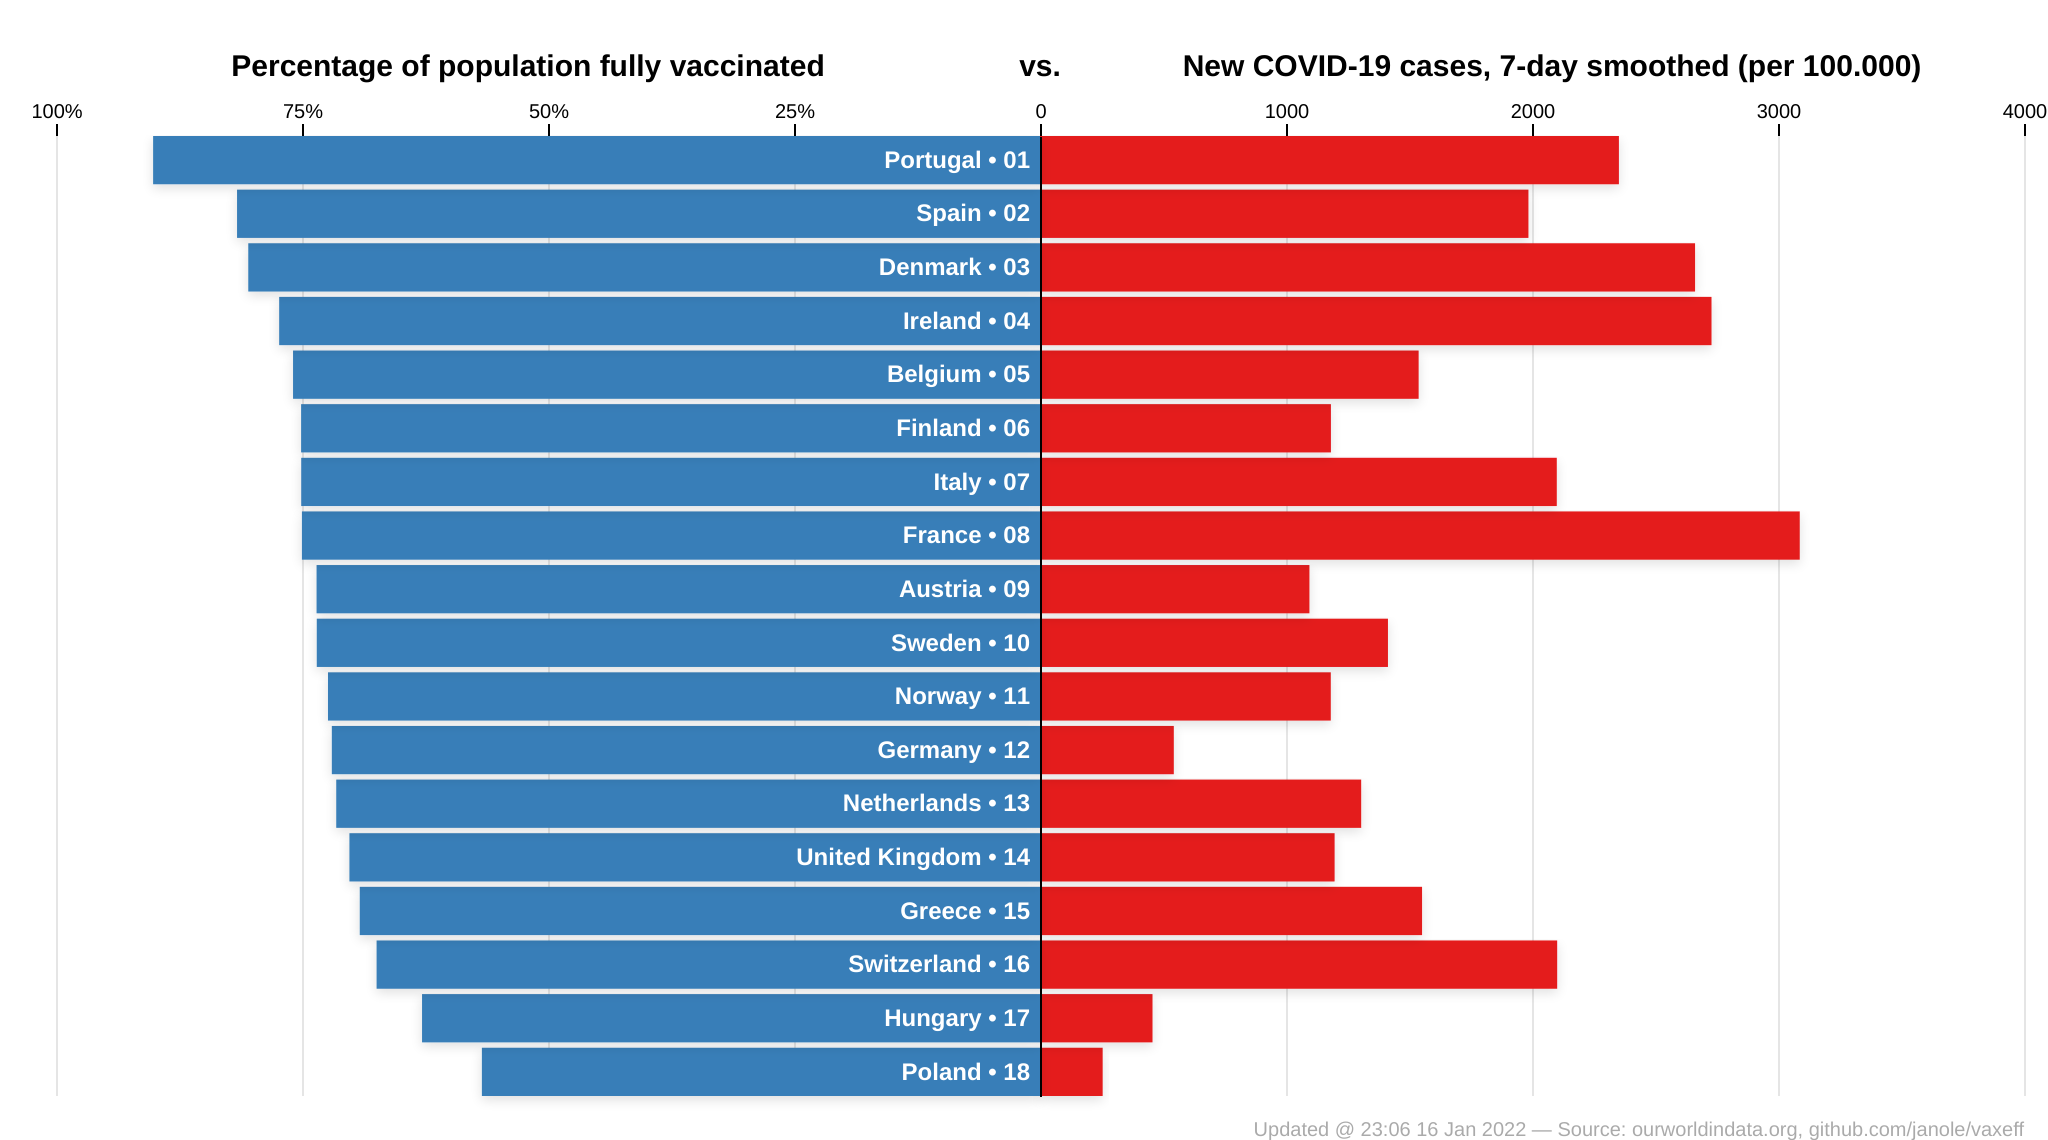 Percentage of population fully vaccinated vs. New COVID-19 cases, 7-day smoothed (per 100.000)
100% 75% 50% 25% 0 1000 2000 3000 4000
Portugal • 01
Spain • 02
Denmark • 03
Ireland • 04
Belgium • 05
Finland • 06
Italy • 07
France • 08
Austria • 09
Sweden • 10
Norway • 11
Germany • 12
Netherlands • 13
United Kingdom • 14
Greece • 15
Switzerland • 16
Hungary • 17
Poland • 18
Updated @ 23:06 16 Jan 2022 — Source: ourworldindata.org, github.com/janole/vaxeff